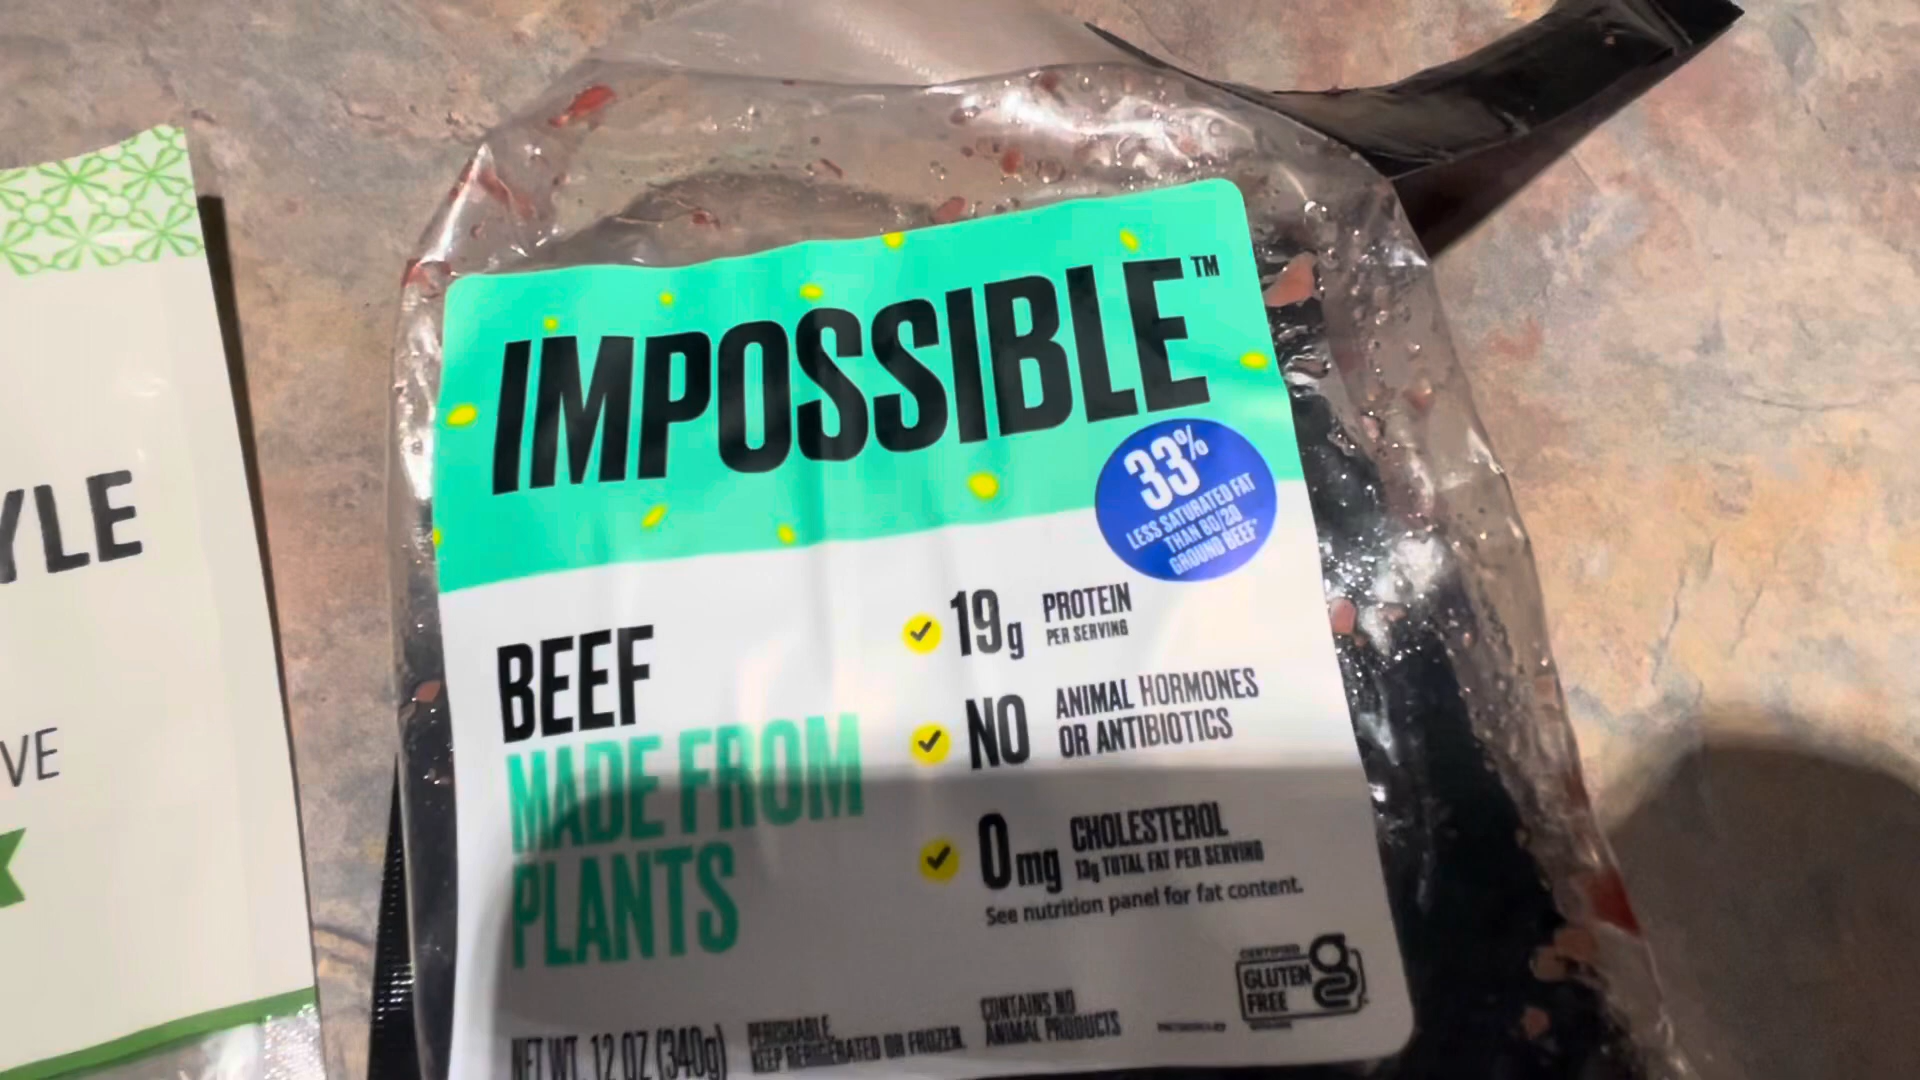 YLE
VE
IMPOSSIBLE™
33%
LESS SATURATED FAT
THAN 80/20
GROUND BEEF*
BEEF
MADE FROM
PLANTS
19g PROTEIN
PER SERVING
NO ANIMAL HORMONES
OR ANTIBIOTICS
0mg CHOLESTEROL
13g TOTAL FAT PER SERVING
See nutrition panel for fat content.
CERTIFIED
GLUTEN
FREE
NET WT. 12 OZ (340g)
PERISHABLE.
KEEP REFRIGERATED OR FROZEN.
CONTAINS NO
ANIMAL PRODUCTS